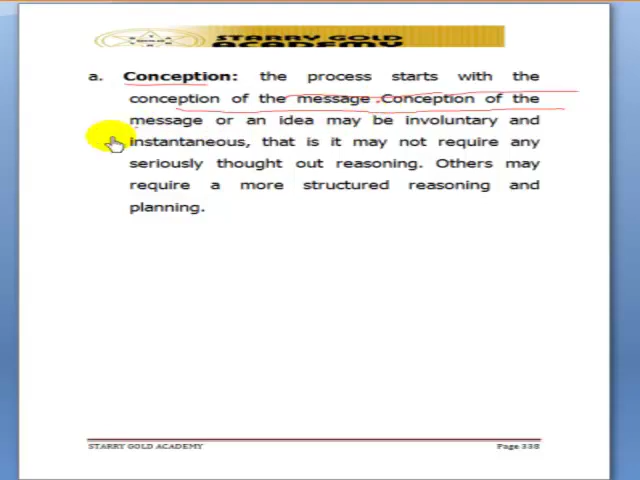 STARRY GOLD
ACADEMY
a. Conception: the process starts with the
conception of the message .Conception of the
message or an idea may be involuntary and
instantaneous, that is it may not require any
seriously thought out reasoning. Others may
require a more structured reasoning and
planning.
STARRY GOLD ACADEMY Page 338